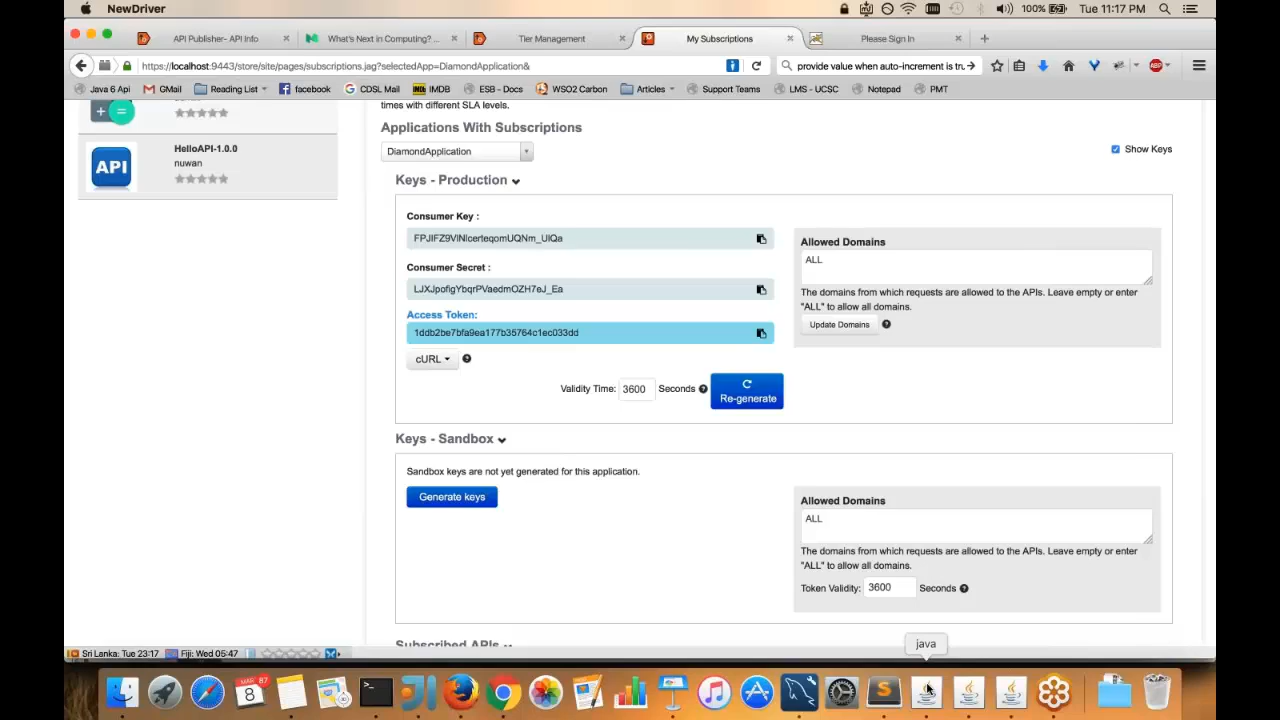 NewDriver
100%
Tue 11:17 PM
API Publisher- API Info
What's Next in Computing? ...
Tier Management
My Subscriptions
Please Sign In
https://localhost:9443/store/site/pages/subscriptions.jag?selectedApp=DiamondApplication&
provide value when auto-increment is tru
Java 6 Api
GMail
Reading List
facebook
CDSL Mail
IMDB
ESB - Docs
WSO2 Carbon
Articles
Support Teams
LMS - UCSC
Notepad
PMT
times with different SLA levels.
Applications With Subscriptions
DiamondApplication
Show Keys
HelloAPI-1.0.0
nuwan
API
Keys - Production
Consumer Key :
FPJIFZ9VlNlcerteqomUQNm_UlQa
Consumer Secret :
LJXJpofigYbqrPVaedmOZH7eJ_Ea
Access Token:
1ddb2be7bfa9ea177b35764c1ec033dd
cURL
Validity Time: 3600 Seconds
Re-generate
Allowed Domains
ALL
The domains from which requests are allowed to the APIs. Leave empty or enter
"ALL" to allow all domains.
Update Domains
Keys - Sandbox
Sandbox keys are not yet generated for this application.
Generate keys
Allowed Domains
ALL
The domains from which requests are allowed to the APIs. Leave empty or enter
"ALL" to allow all domains.
Token Validity: 3600 Seconds
Subscribed APIs
java
Sri Lanka: Tue 23:17
Fiji: Wed 05:47
MAR
8
87